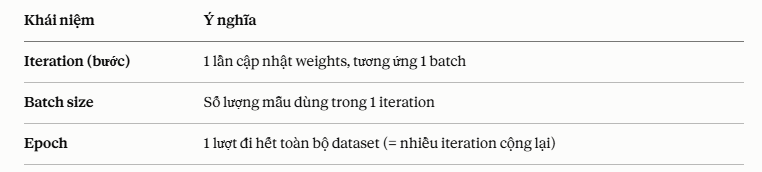 Khái niệm Ý nghĩa
Iteration (bước) 1 lần cập nhật weights, tương ứng 1 batch
Batch size Số lượng mẫu dùng trong 1 iteration
Epoch 1 lượt đi hết toàn bộ dataset (= nhiều iteration cộng lại)